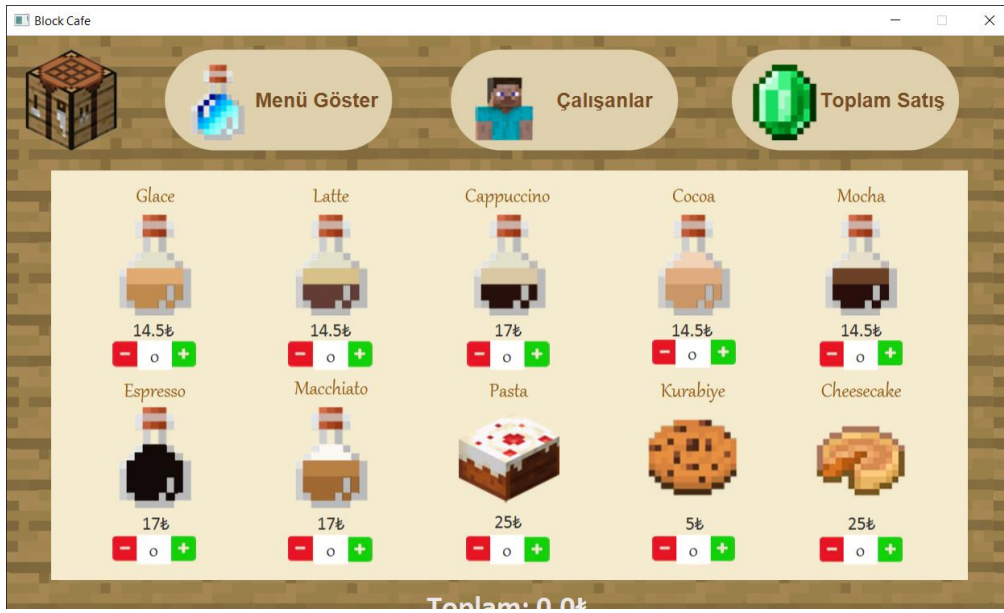 Block Cafe
Menü Göster
Çalışanlar
Toplam Satış
Glace Latte Cappuccino Cocoa Mocha
14.5₺ 14.5₺ 17₺ 14.5₺ 14.5₺
- 0 + - 0 + - 0 + - 0 + - 0 +
Espresso Macchiato Pasta Kurabiye Cheesecake
17₺ 17₺ 25₺ 5₺ 25₺
- 0 + - 0 + - 0 + - 0 + - 0 +
Toplam: 0.0₺